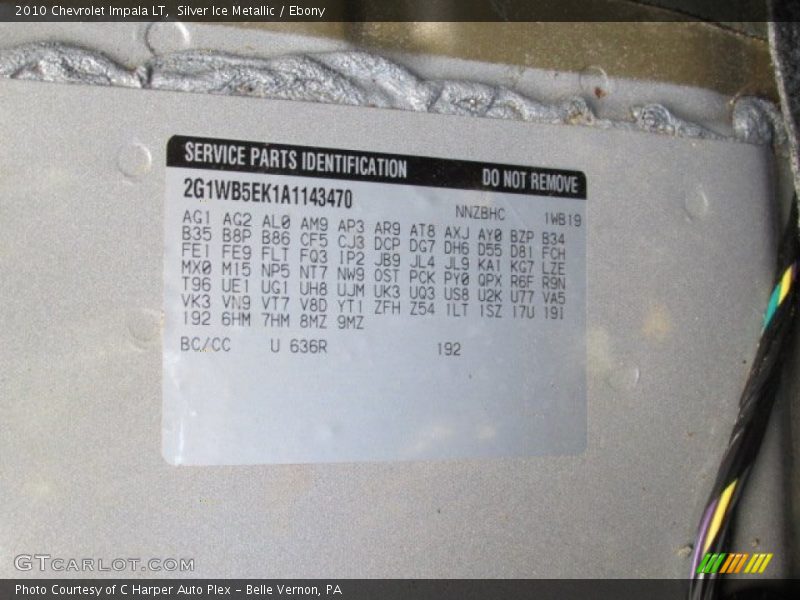 2010 Chevrolet Impala LT, Silver Ice Metallic / Ebony
SERVICE PARTS IDENTIFICATION DO NOT REMOVE
2G1WB5EK1A1143470 NNZBHC 1WB19
AG1 AG2 AL0 AM9 AP3 AR9 AT8 AXJ AY0 BZP B34
B35 B8P B86 CF5 CJ3 DCP DG7 DH6 D55 D81 FCH
FE1 FE9 FLT FQ3 IP2 JB9 JL4 JL9 KA1 KG7 LZE
MX0 M15 NP5 NT7 NW9 OST PCK PY0 QPX R6F R9N
T96 UE1 UG1 UH8 UJM UK3 UQ3 US8 U2K U77 VA5
VK3 VN9 VT7 V8D YT1 ZFH Z54 1LT 1SZ 17U 19I
192 6HM 7HM 8MZ 9MZ
BC/CC U 636R 192
GTCARLOT.COM
Photo Courtesy of C Harper Auto Plex - Belle Vernon, PA